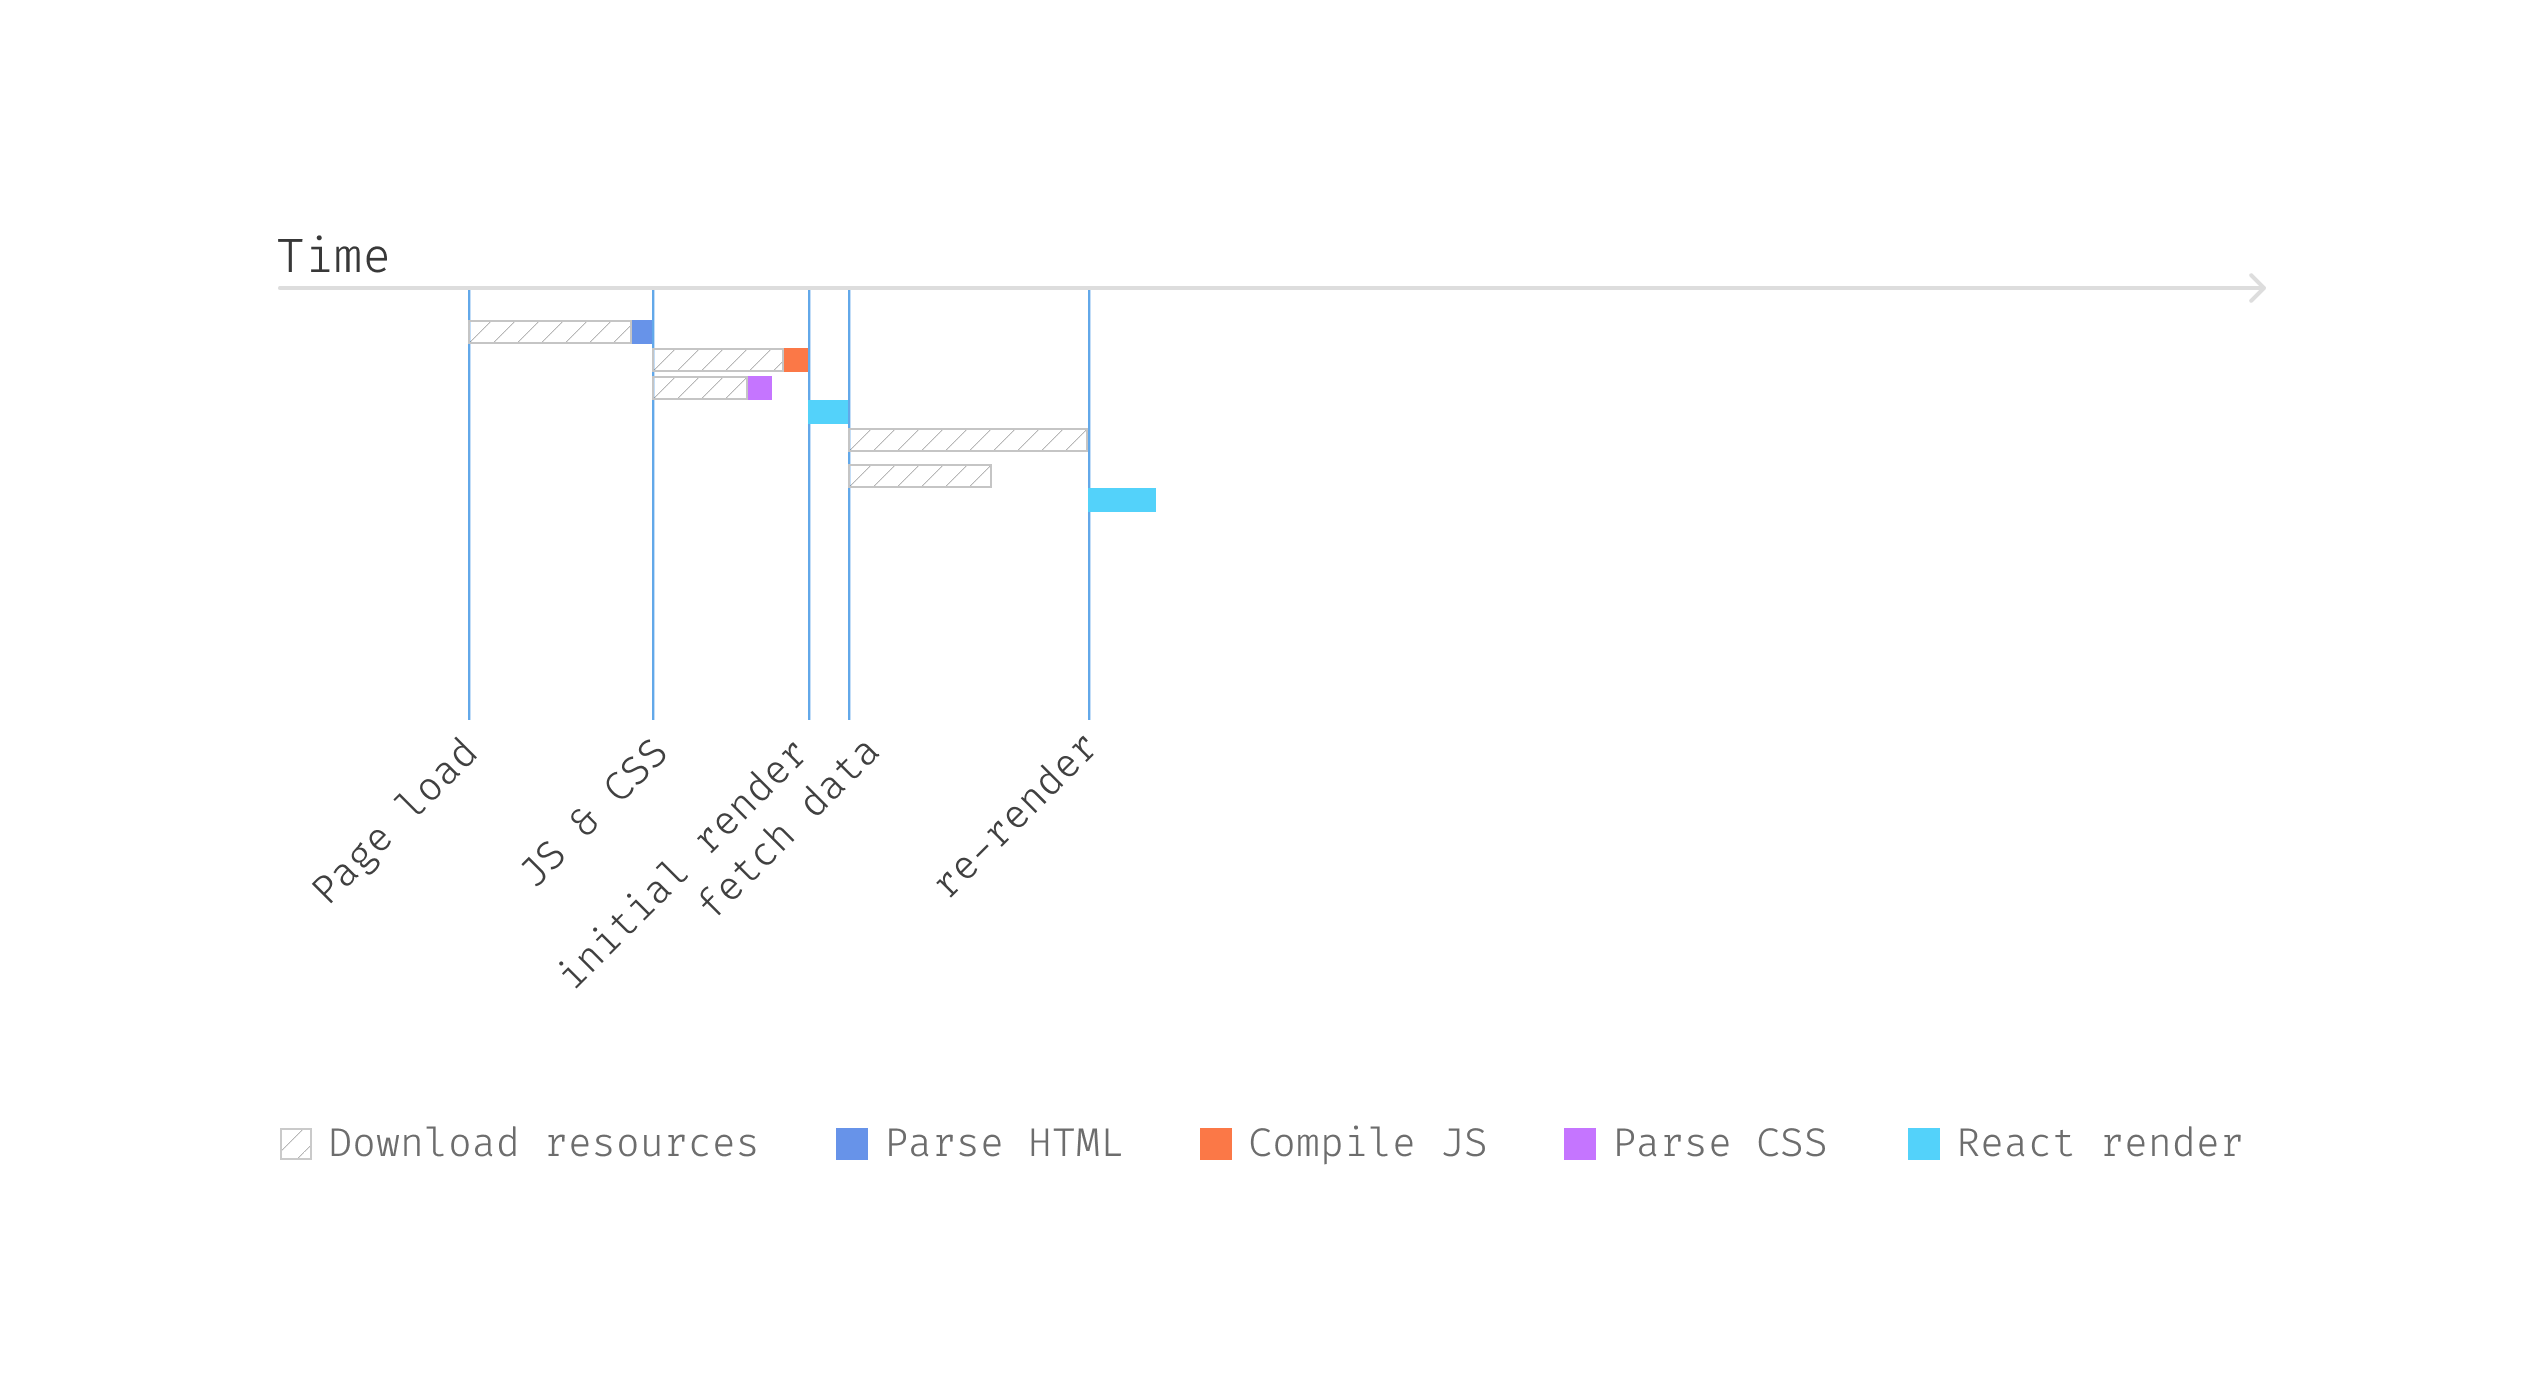 Time
Page load
JS & CSS
initial render
fetch data
re-render
Download resources
Parse HTML
Compile JS
Parse CSS
React render